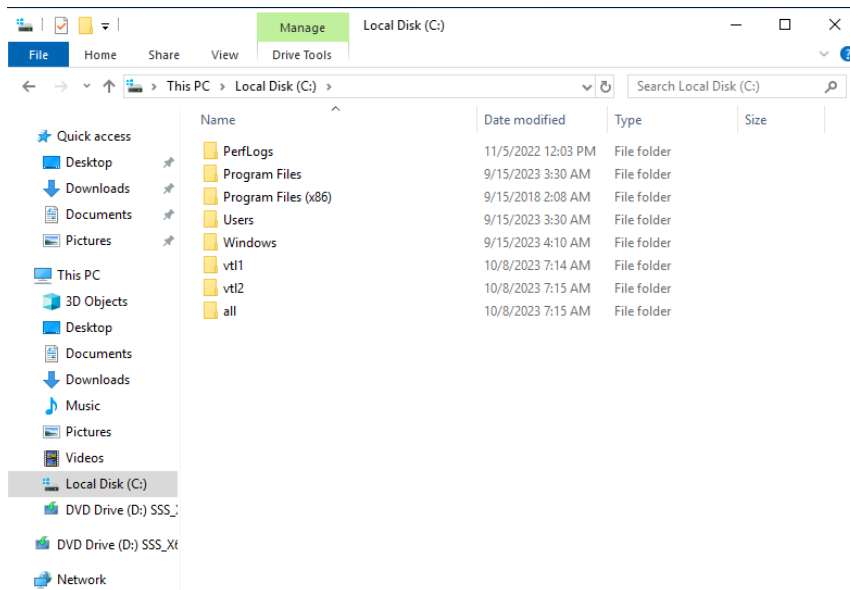 Manage Local Disk (C:)
File Home Share View Drive Tools
This PC Local Disk (C:) Search Local Disk (C:)
Quick access
Desktop
Downloads
Documents
Pictures
This PC
3D Objects
Desktop
Documents
Downloads
Music
Pictures
Videos
Local Disk (C:)
DVD Drive (D:)
DVD Drive (D:)
Network
Name Date modified Type Size
PerfLogs 11/5/2022 12:03 PM File folder
Program Files 9/15/2023 3:30 AM File folder
Program Files (x86) 9/15/2018 2:08 AM File folder
Users 9/15/2023 3:30 AM File folder
Windows 9/15/2023 4:10 AM File folder
vtl1 10/8/2023 7:14 AM File folder
vtl2 10/8/2023 7:15 AM File folder
all 10/8/2023 7:15 AM File folder